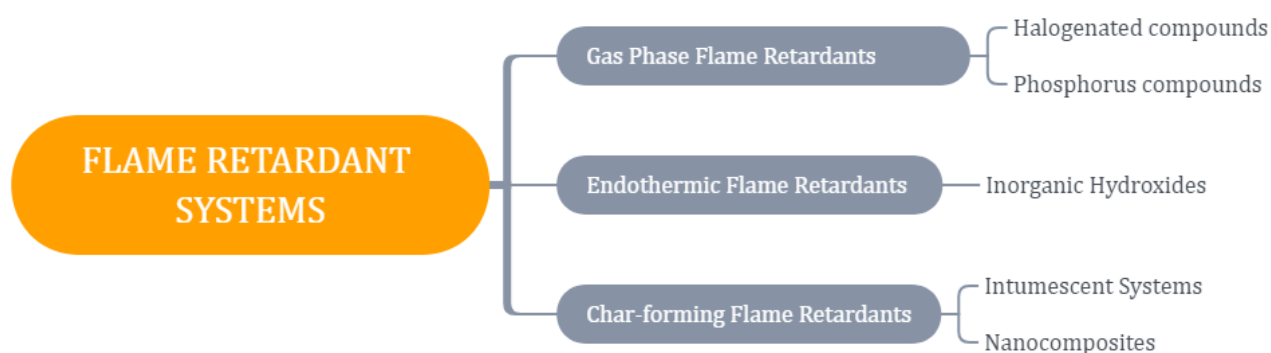 FLAME RETARDANT
SYSTEMS
Gas Phase Flame Retardants
Halogenated compounds
Phosphorus compounds
Endothermic Flame Retardants
Inorganic Hydroxides
Char-forming Flame Retardants
Intumescent Systems
Nanocomposites